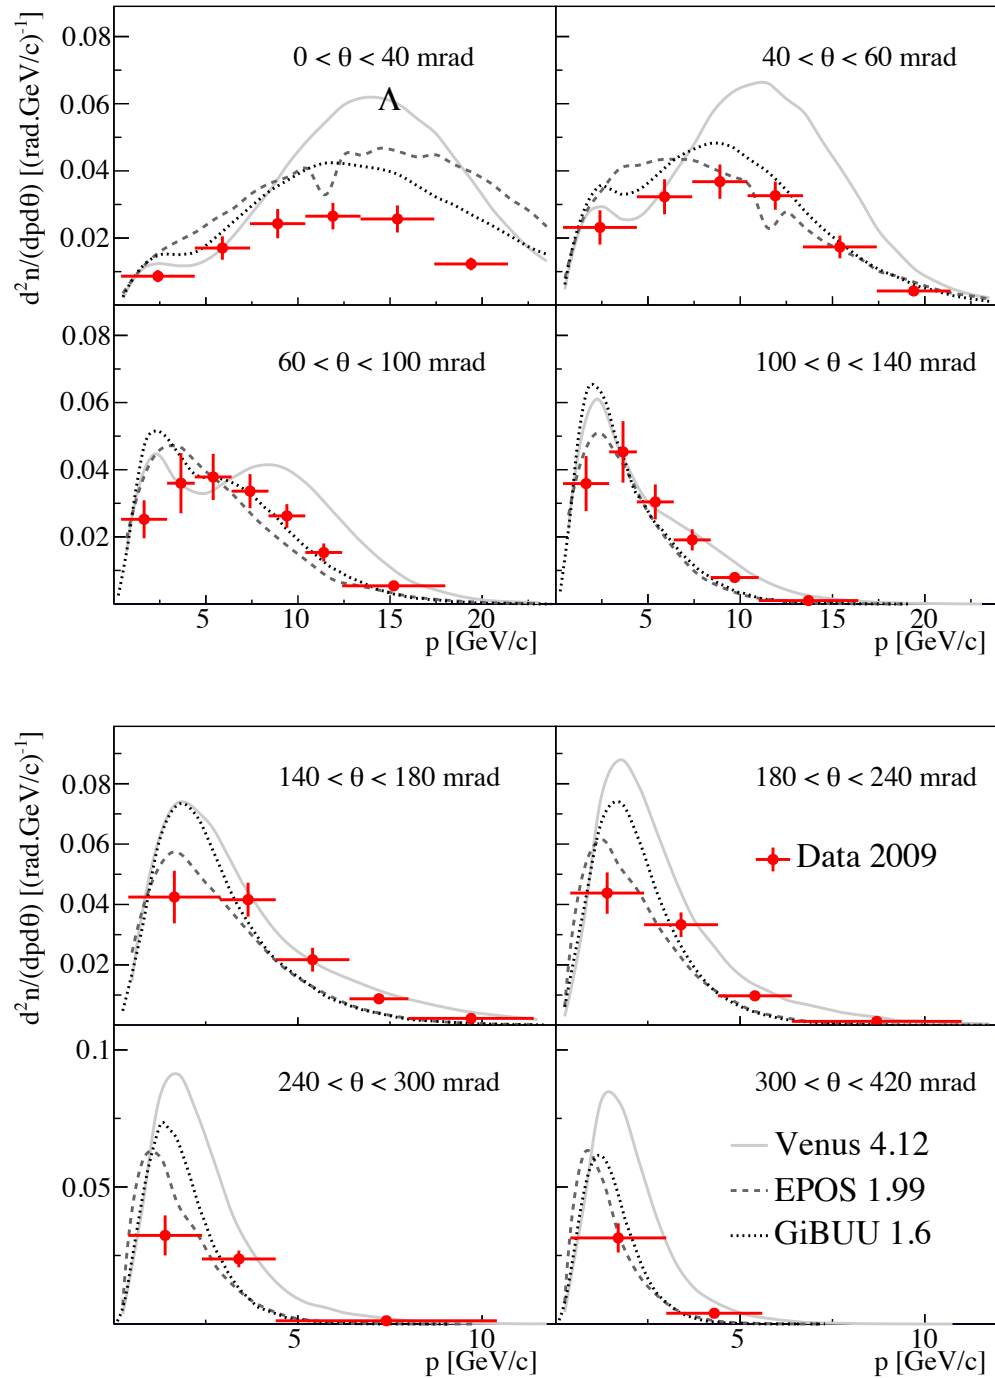 d²n/(dpdθ) [(rad.GeV/c)⁻¹]
0.08
0.06
0.04
0.02
0 < θ < 40 mrad
Λ
40 < θ < 60 mrad
0.08
0.06
0.04
0.02
60 < θ < 100 mrad
100 < θ < 140 mrad
5 10 15 20
5 10 15 20
p [GeV/c]
p [GeV/c]
d²n/(dpdθ) [(rad.GeV/c)⁻¹]
0.08
0.06
0.04
0.02
140 < θ < 180 mrad
180 < θ < 240 mrad
Data 2009
0.1
0.05
240 < θ < 300 mrad
300 < θ < 420 mrad
Venus 4.12
EPOS 1.99
GiBUU 1.6
5 10
5 10
p [GeV/c]
p [GeV/c]